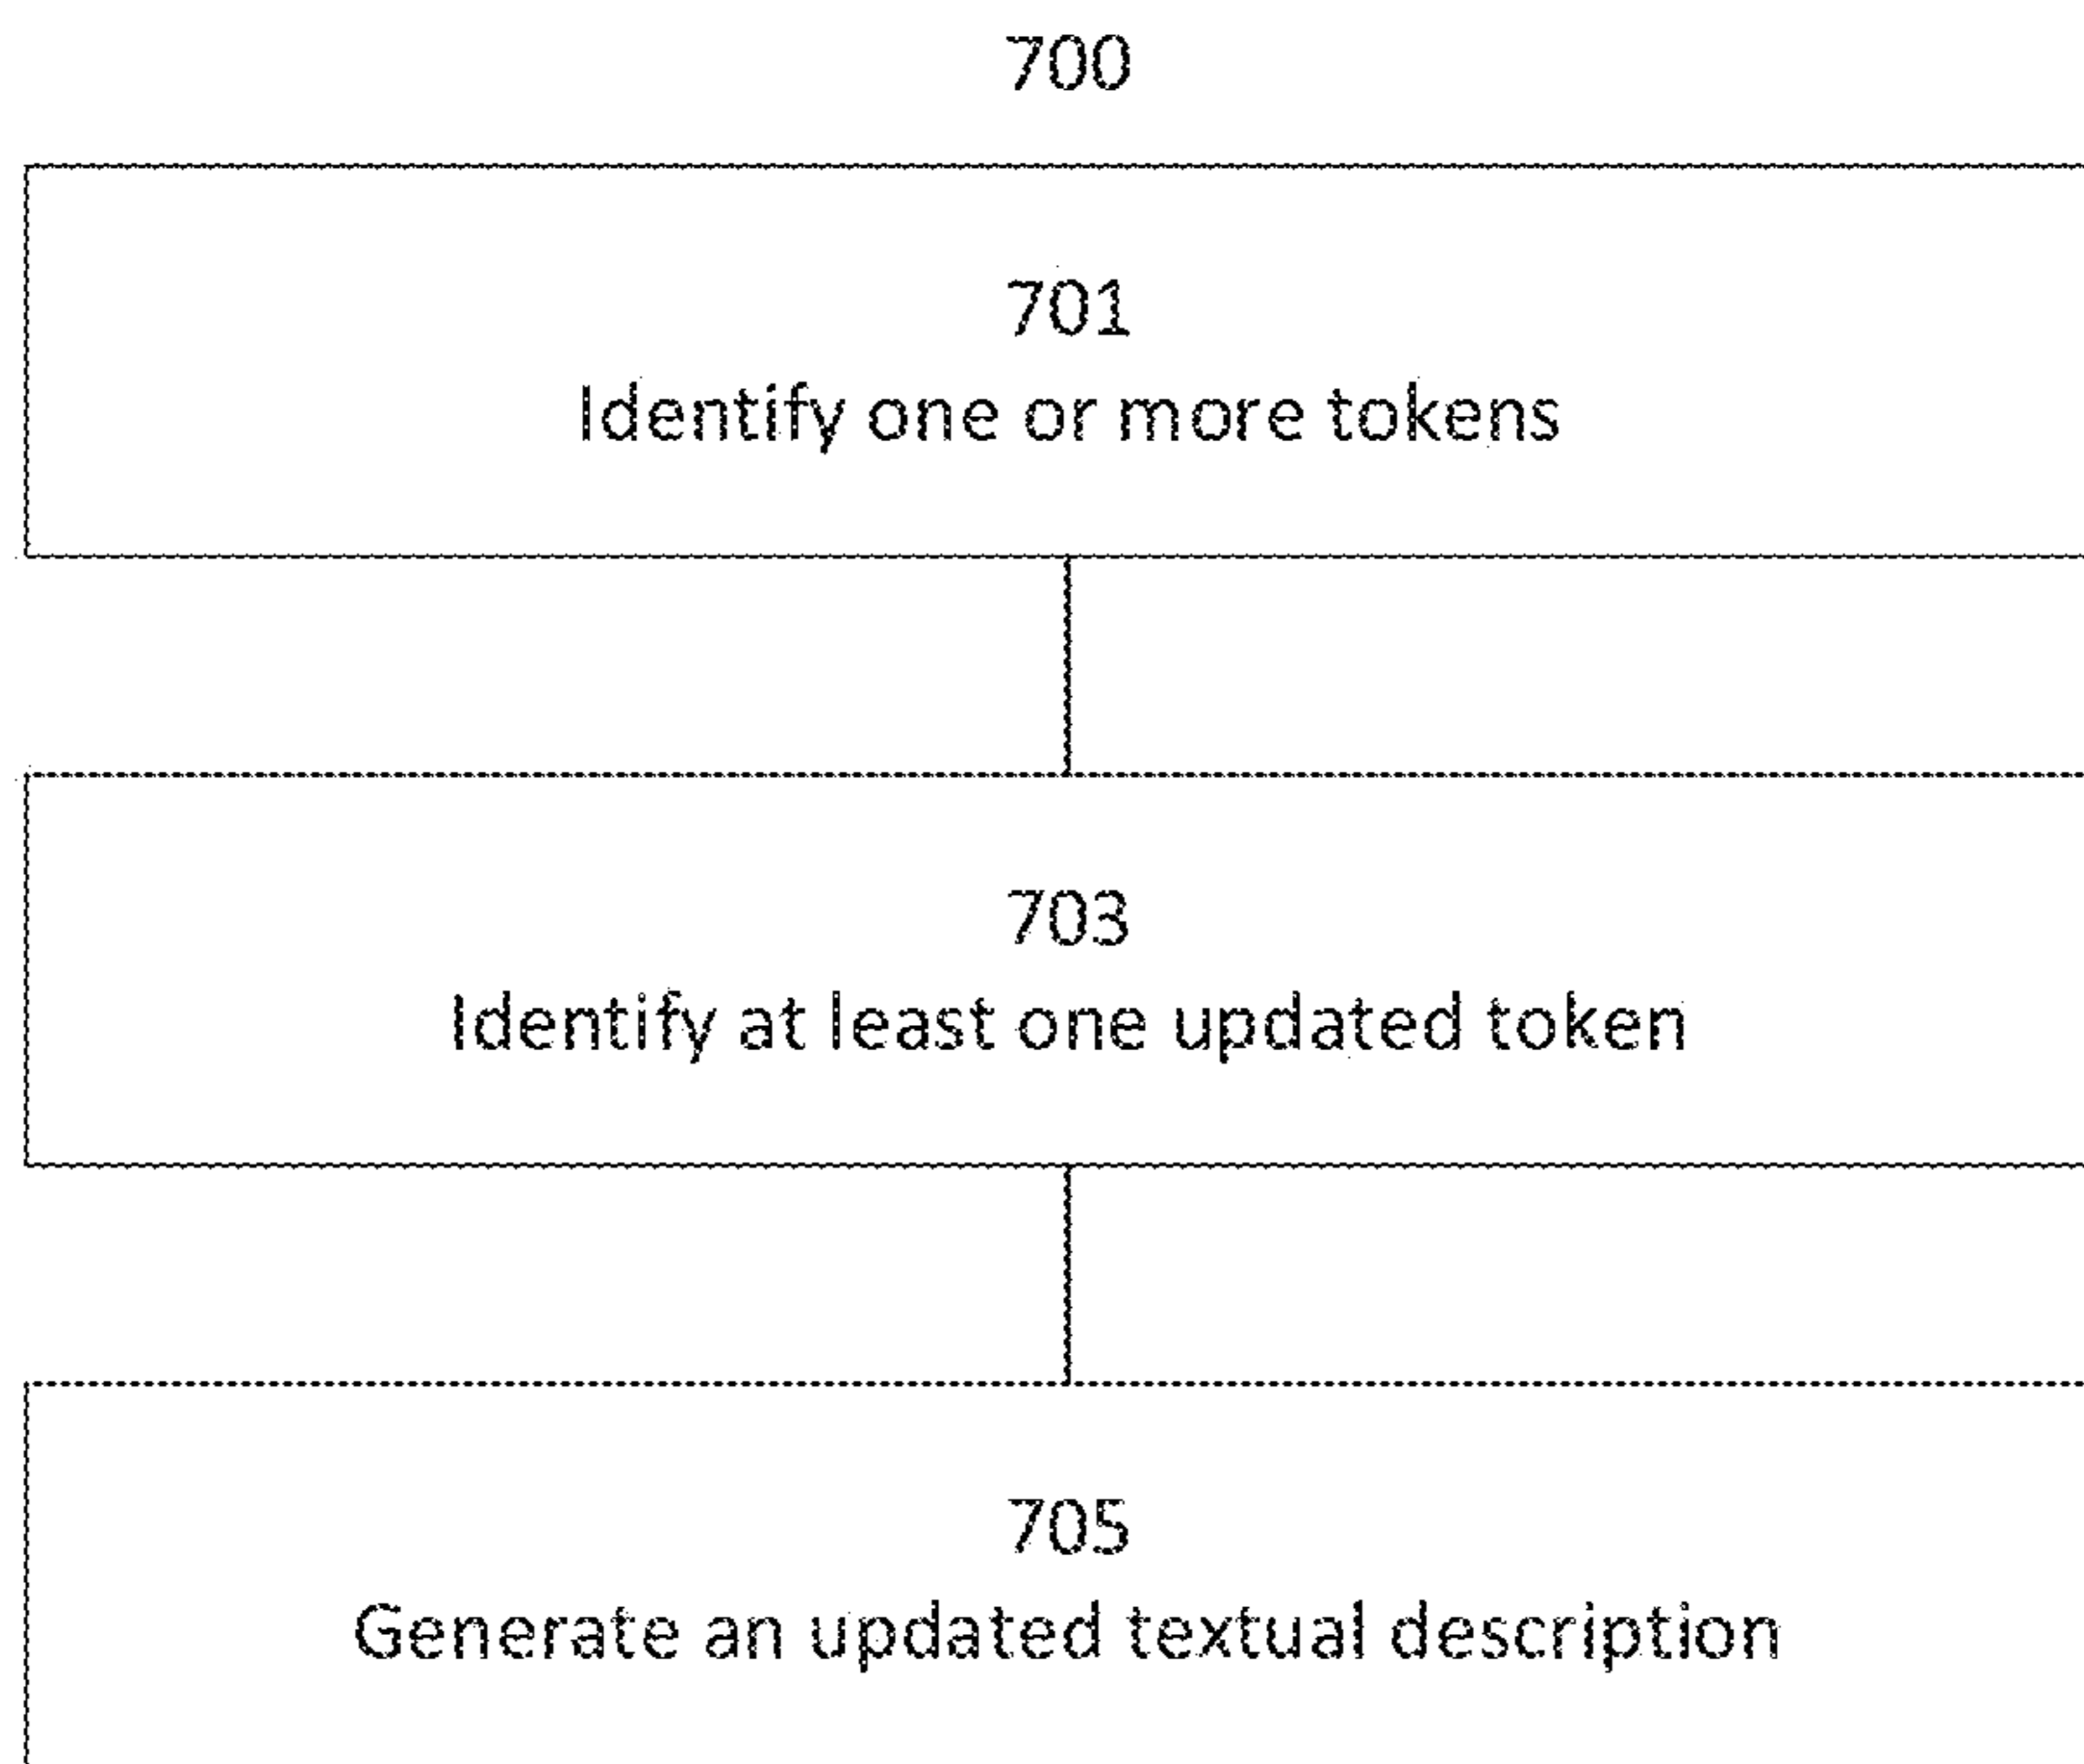 700
701
Identify one or more tokens
703
Identify at least one updated token
705
Generate an updated textual description